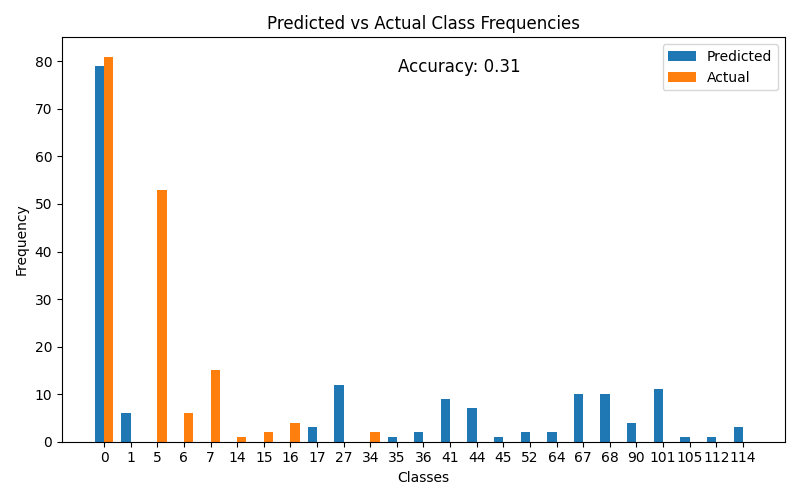 Predicted vs Actual Class Frequencies
Accuracy: 0.31
Predicted
Actual
80
70
60
50
40
30
20
10
0
Frequency
0 1 5 6 7 14 15 16 17 27 34 35 36 41 44 45 52 64 67 68 90 101 105 112 114
Classes